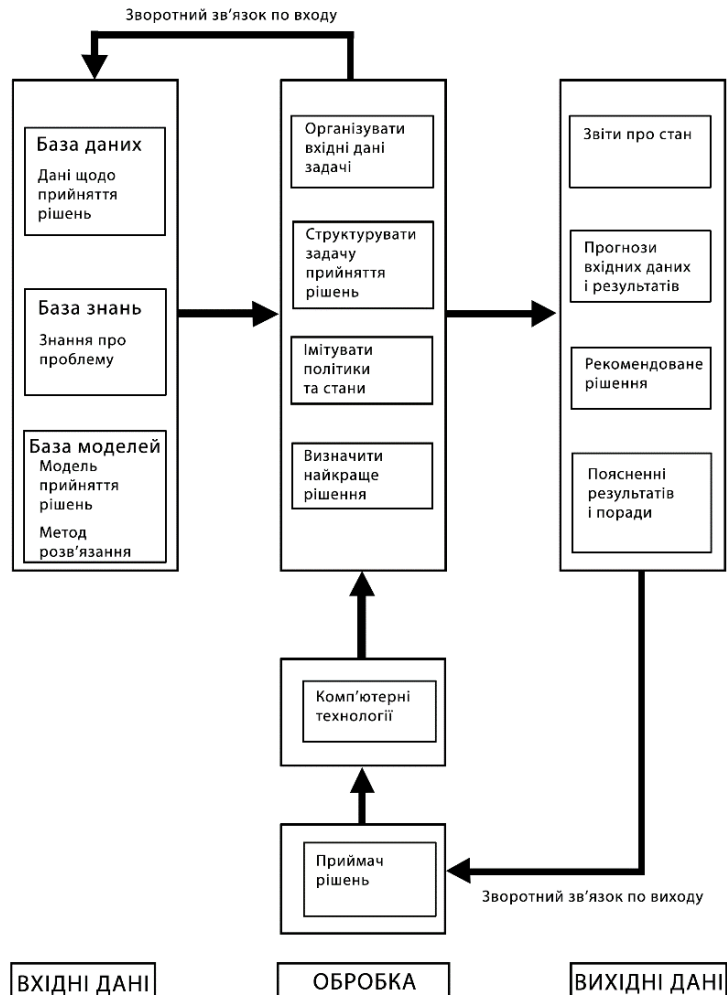 Зворотний зв'язок по входу
База даних
Дані щодо
прийняття
рішень
База знань
Знання про
проблему
База моделей
Модель
прийняття
рішень
Метод
розв'язання
Організувати
вхідні дані
задачі
Структурувати
задачу
прийняття
рішень
Імітувати
політики
та стани
Визначити
найкраще
рішення
Звіти про стан
Прогнози
вхідних даних
і результатів
Рекомендоване
рішення
Поясненні
результатів
і поради
Комп'ютерні
технології
Приймач
рішень
Зворотний зв'язок по виходу
ВХІДНІ ДАНІ
ОБРОБКА
ВИХІДНІ ДАНІ